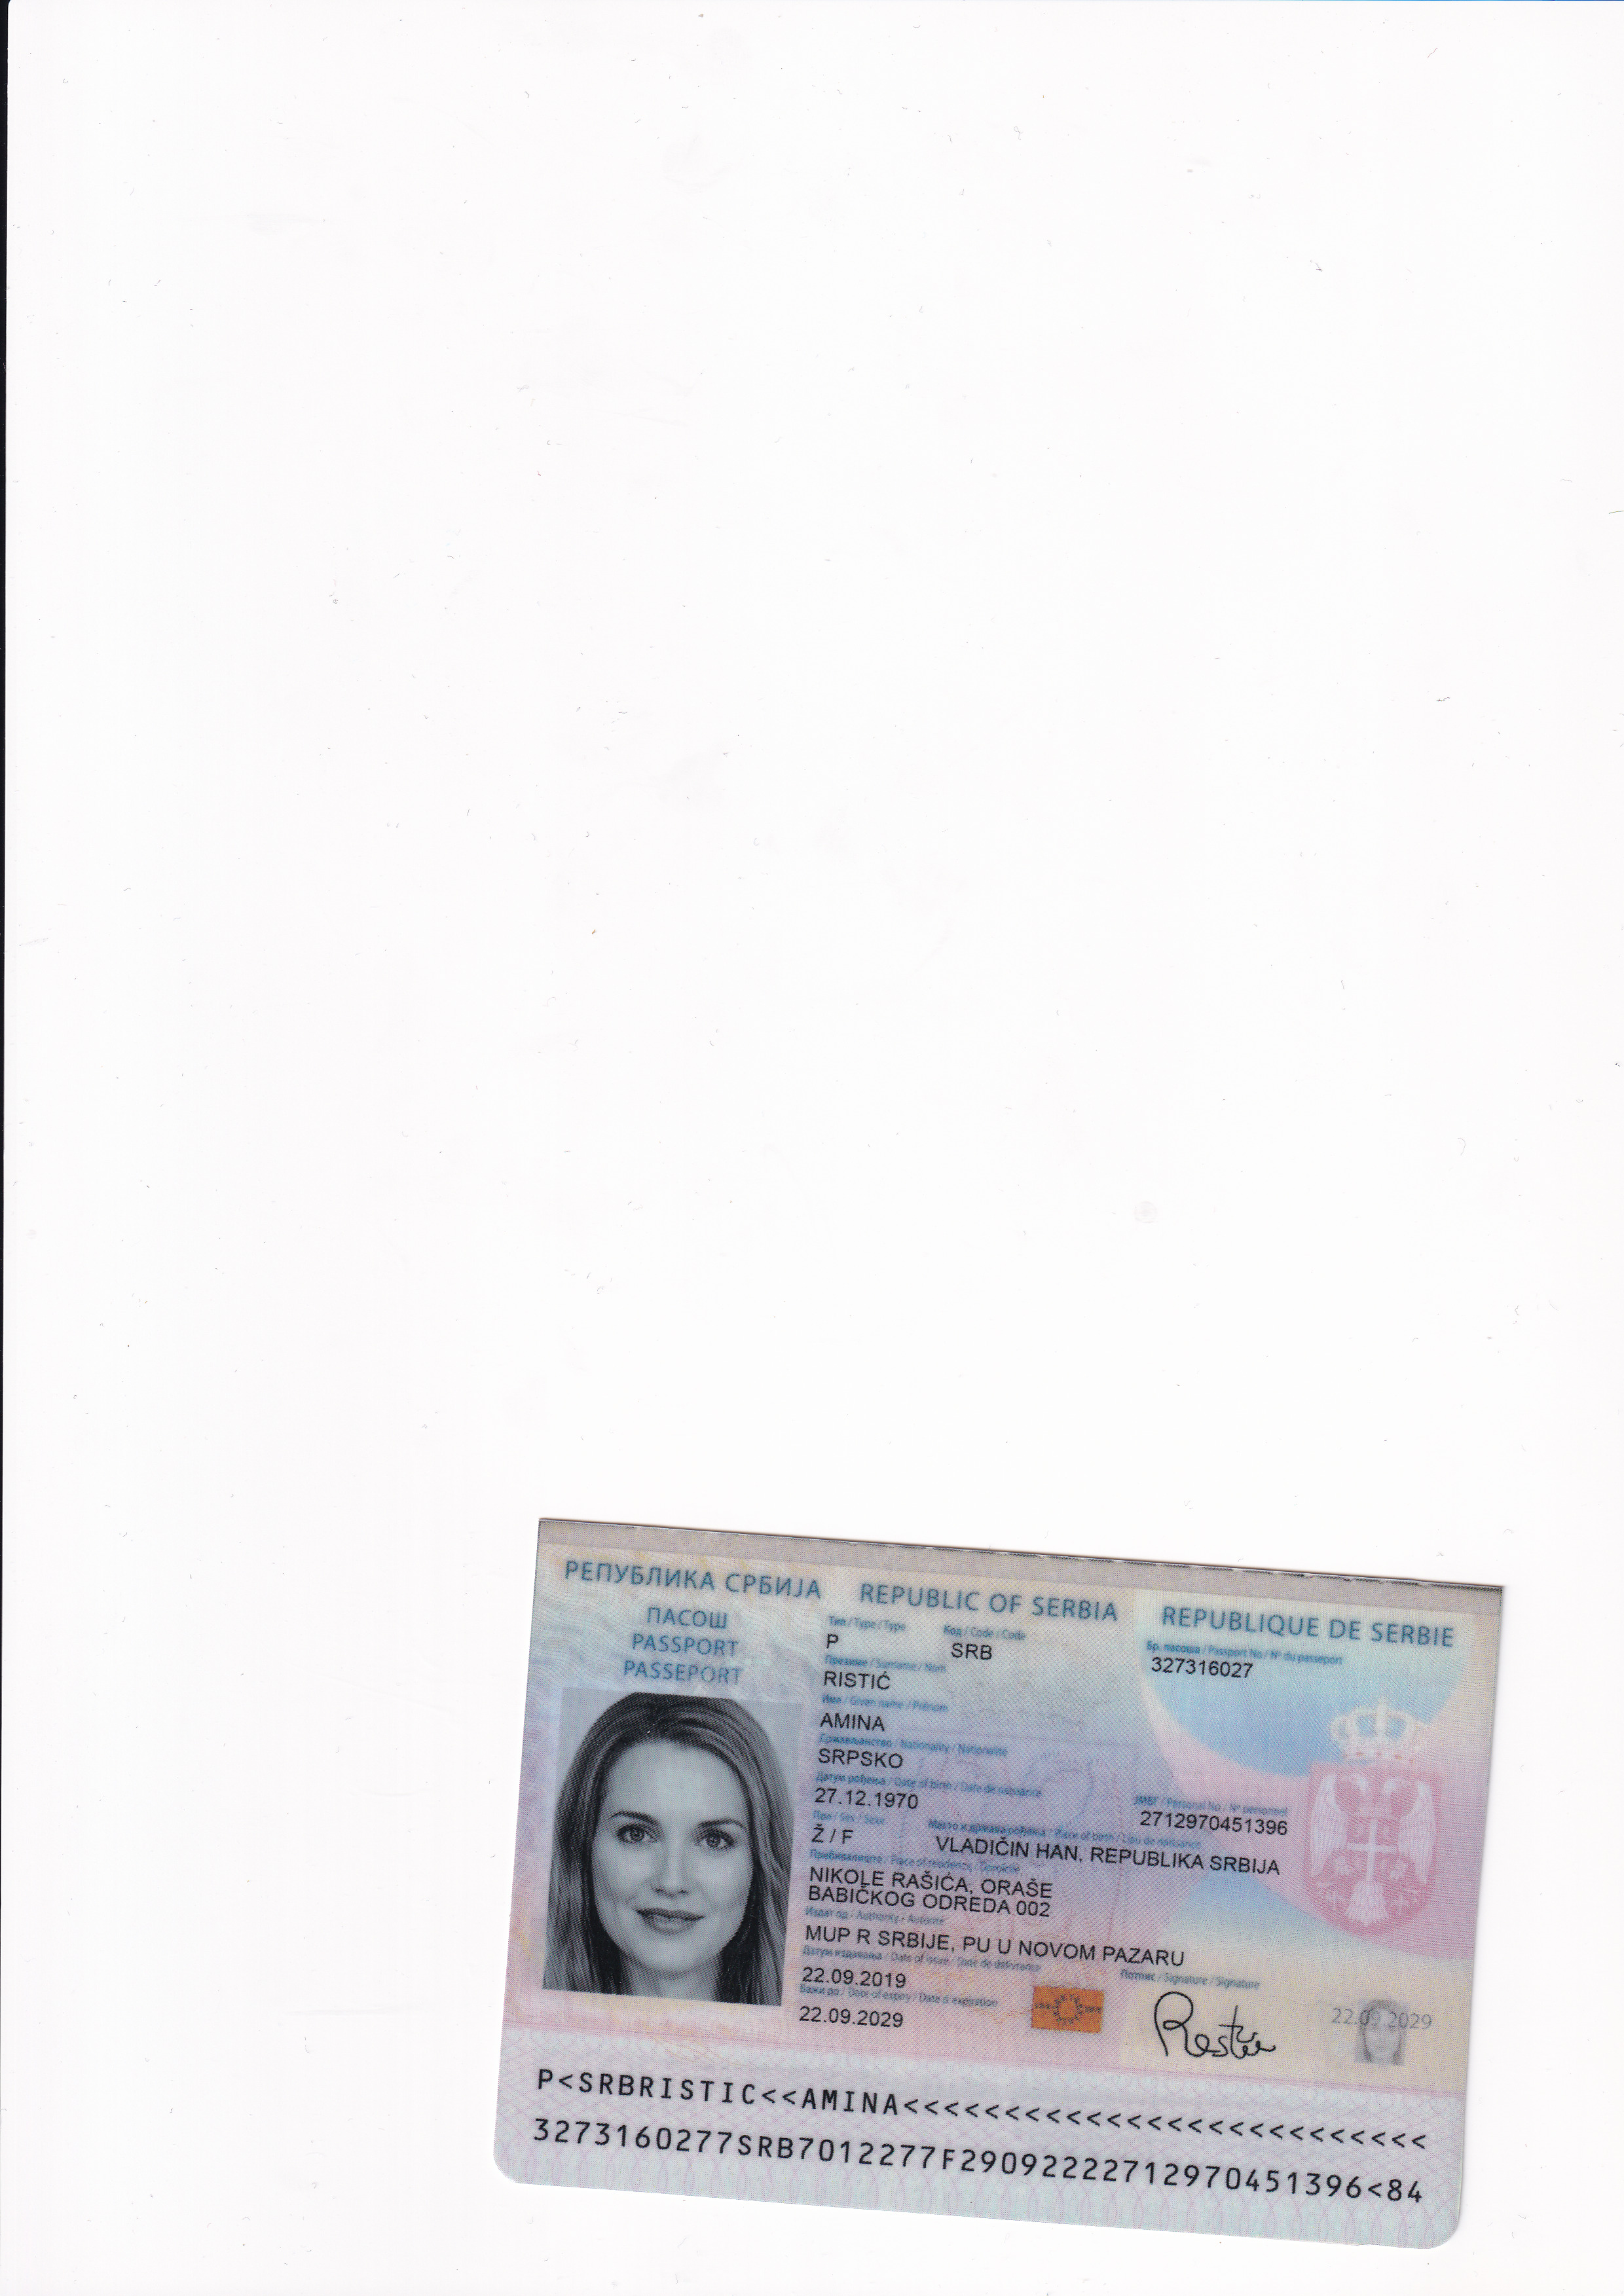 РЕПУБЛИКА СРБИЈА REPUBLIC OF SERBIA REPUBLIQUE DE SERBIE
ПАСОШ
PASSPORT
PASSEPORT
Тип / Type / Type Код / Code / Code Бр. пасоша / Passport No / Nº du passeport
P SRB 327316027
Презиме / Surname / Nom
RISTIĆ
Име / Given name / Prénom
AMINA
Држављанство / Nationality / Nationalité
SRPSKO
Датум рођења / Date of birth / Date de naissance ЈМБГ / Personal No / Nº personnel
27.12.1970 2712970451396
Пол / Sex / Sexe Место и држава рођења / Place of birth / Lieu de naissance
Ž / F VLADIČIN HAN, REPUBLIKA SRBIJA
Пребивалиште / Place of residence / Domicile
NIKOLE RAŠIĆA, ORAŠE
BABIČKOG ODREDA 002
Издат од / Authority / Autorité
MUP R SRBIJE, PU U NOVOM PAZARU
Датум издавања / Date of issue / Date de délivrance Потпис / Signature / Signature
22.09.2019
Важи до / Date of expiry / Date d'expiration
22.09.2029 22.09.2029
P<SRBRISTIC<<AMINA<<<<<<<<<<<<<<<<<<<<<<<<<<
3273160277SRB7012277F29092222712970451396<84